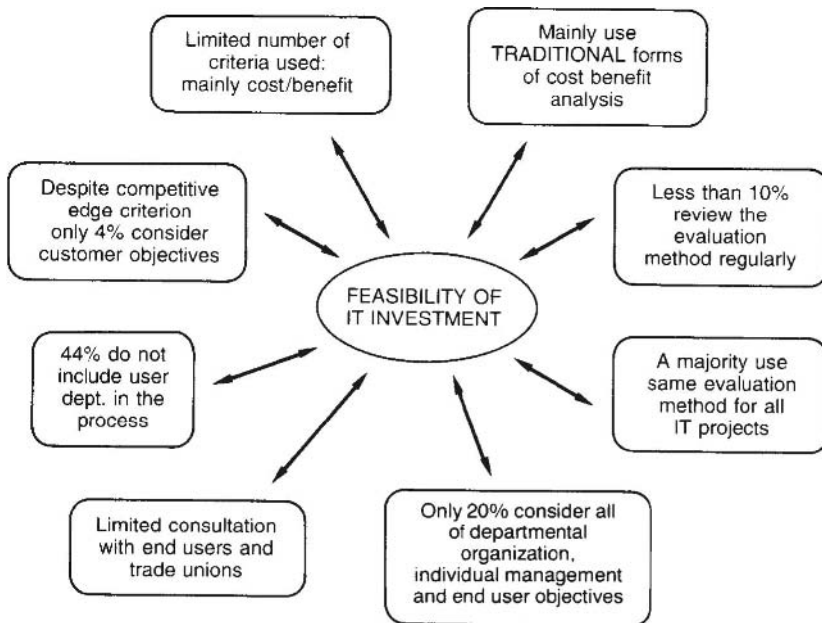 Limited number of
criteria used:
mainly cost/benefit
Mainly use
TRADITIONAL forms
of cost benefit
analysis
Despite competitive
edge criterion
only 4% consider
customer objectives
Less than 10%
review the
evaluation
method regularly
FEASIBILITY OF
IT INVESTMENT
44% do not
include user
dept. in the
process
A majority use
same evaluation
method for all
IT projects
Limited consultation
with end users and
trade unions
Only 20% consider all
of departmental
organization,
individual management
and end user objectives